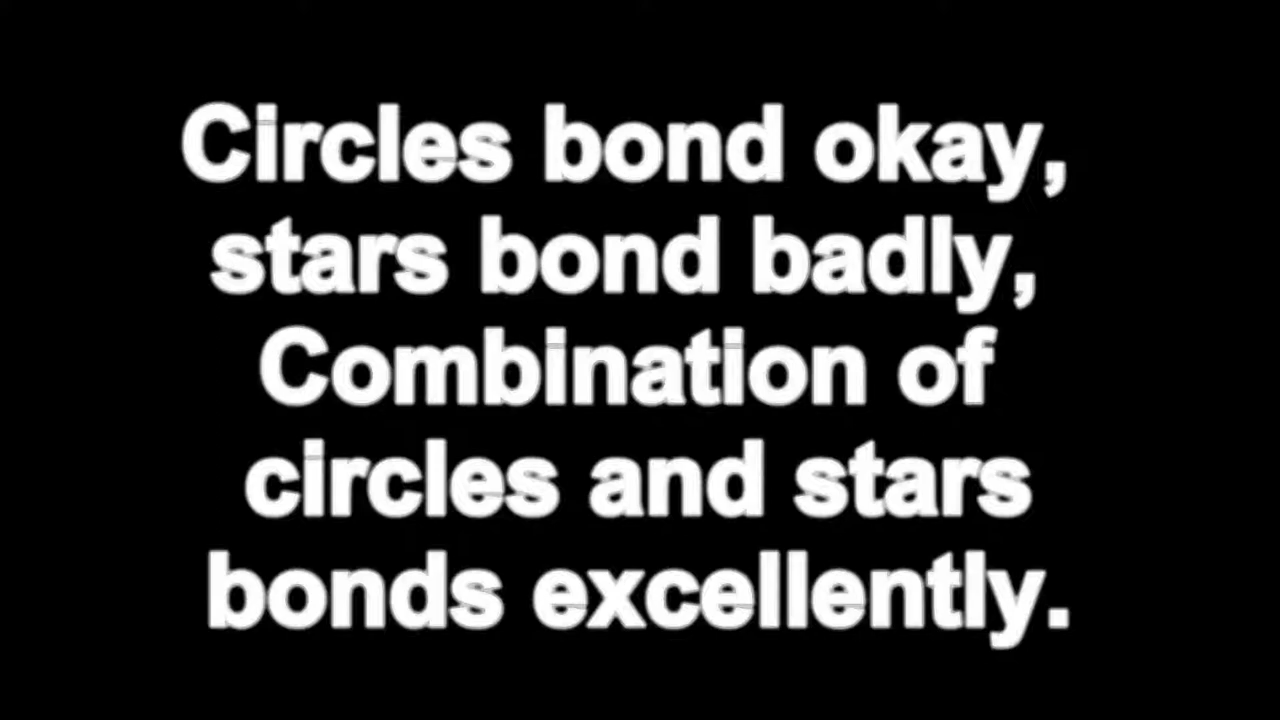 Circles bond okay,
stars bond badly,
Combination of
circles and stars
bonds excellently.